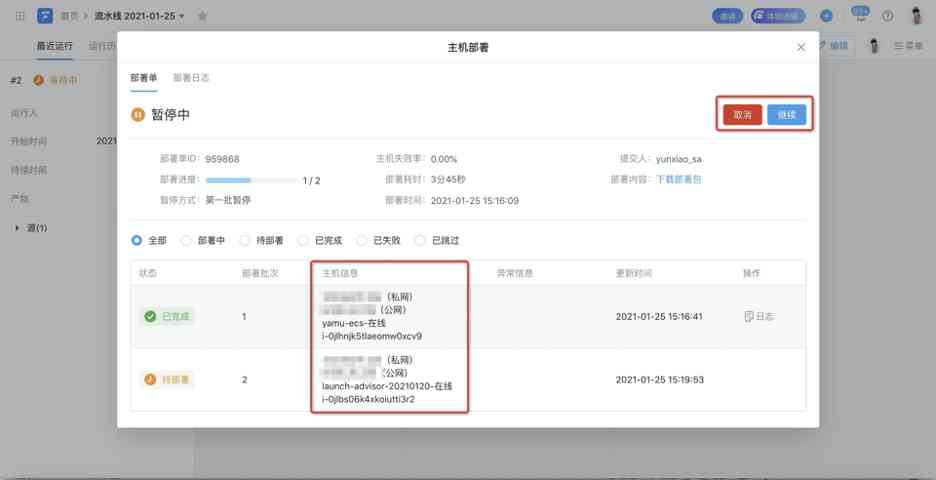 首页 流水线 2021-01-25
邀请 99+
最近运行 运行历 编辑 菜单
主机部署
#2 等待中
部署单 部署日志
运行人
暂停中 取消 继续
开始时间 2021
持续时间
产物
源(1)
部署单ID: 959868 主机失败率: 0.00% 提交人: yunxiao_sa
部署进度: 1 / 2 部署耗时: 3分45秒 部署内容: 下载部署包
暂停方式: 第一批暂停 部署时间: 2021-01-25 15:16:09
全部 部署中 待部署 已完成 已失败 已跳过
状态 部署批次 主机信息 异常信息 更新时间 操作
(私网)
(公网)
已完成 1 yamu-ecs-在线 2021-01-25 15:16:41 日志
i-0jlhnjk5tlaeomw0xcv9
(私网)
(公网)
待部署 2 launch-advisor-20210120-在线 2021-01-25 15:19:53
i-0jlbs06k4xkoiutti3r2